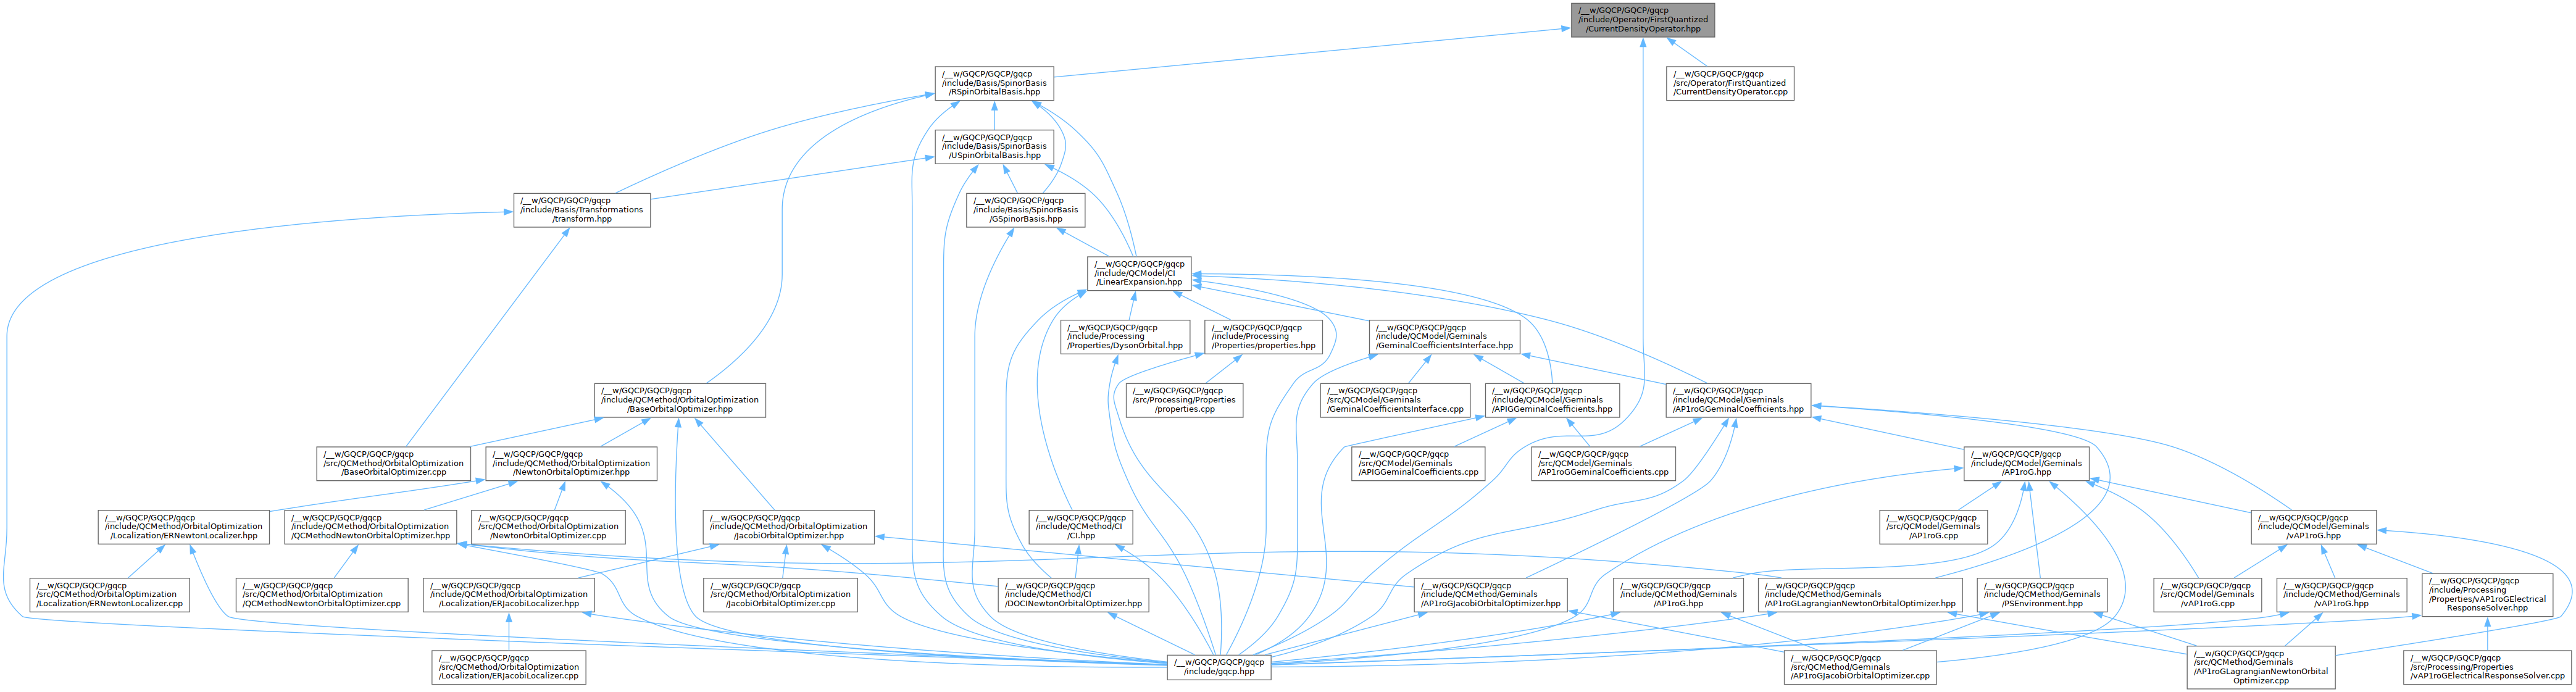 /__w/GQCP/GQCP/gqcp
/include/Operator/FirstQuantized
/CurrentDensityOperator.hpp
/__w/GQCP/GQCP/gqcp
/include/Basis/SpinorBasis
/RSpinOrbitalBasis.hpp
/__w/GQCP/GQCP/gqcp
/src/Operator/FirstQuantized
/CurrentDensityOperator.cpp
/__w/GQCP/GQCP/gqcp
/include/Basis/SpinorBasis
/USpinOrbitalBasis.hpp
/__w/GQCP/GQCP/gqcp
/include/Basis/Transformations
/transform.hpp
/__w/GQCP/GQCP/gqcp
/include/Basis/SpinorBasis
/GSpinorBasis.hpp
/__w/GQCP/GQCP/gqcp
/include/QCModel/CI
/LinearExpansion.hpp
/__w/GQCP/GQCP/gqcp
/include/Processing
/Properties/DysonOrbital.hpp
/__w/GQCP/GQCP/gqcp
/include/Processing
/Properties/properties.hpp
/__w/GQCP/GQCP/gqcp
/include/QCModel/Geminals
/GeminalCoefficientsInterface.hpp
/__w/GQCP/GQCP/gqcp
/include/QCMethod/OrbitalOptimization
/BaseOrbitalOptimizer.hpp
/__w/GQCP/GQCP/gqcp
/src/Processing/Properties
/properties.cpp
/__w/GQCP/GQCP/gqcp
/src/QCModel/Geminals
/GeminalCoefficientsInterface.cpp
/__w/GQCP/GQCP/gqcp
/include/QCModel/Geminals
/APIGGeminalCoefficients.hpp
/__w/GQCP/GQCP/gqcp
/include/QCModel/Geminals
/AP1roGGeminalCoefficients.hpp
/__w/GQCP/GQCP/gqcp
/src/QCMethod/OrbitalOptimization
/BaseOrbitalOptimizer.cpp
/__w/GQCP/GQCP/gqcp
/include/QCMethod/OrbitalOptimization
/NewtonOrbitalOptimizer.hpp
/__w/GQCP/GQCP/gqcp
/src/QCModel/Geminals
/APIGGeminalCoefficients.cpp
/__w/GQCP/GQCP/gqcp
/src/QCModel/Geminals
/AP1roGGeminalCoefficients.cpp
/__w/GQCP/GQCP/gqcp
/include/QCModel/Geminals
/AP1roG.hpp
/__w/GQCP/GQCP/gqcp
/include/QCMethod/OrbitalOptimization
/Localization/ERNewtonLocalizer.hpp
/__w/GQCP/GQCP/gqcp
/include/QCMethod/OrbitalOptimization
/QCMethodNewtonOrbitalOptimizer.hpp
/__w/GQCP/GQCP/gqcp
/src/QCMethod/OrbitalOptimization
/NewtonOrbitalOptimizer.cpp
/__w/GQCP/GQCP/gqcp
/include/QCMethod/OrbitalOptimization
/JacobiOrbitalOptimizer.hpp
/__w/GQCP/GQCP/gqcp
/include/QCMethod/CI
/CI.hpp
/__w/GQCP/GQCP/gqcp
/src/QCModel/Geminals
/AP1roG.cpp
/__w/GQCP/GQCP/gqcp
/include/QCModel/Geminals
/vAP1roG.hpp
/__w/GQCP/GQCP/gqcp
/src/QCMethod/OrbitalOptimization
/Localization/ERNewtonLocalizer.cpp
/__w/GQCP/GQCP/gqcp
/src/QCMethod/OrbitalOptimization
/QCMethodNewtonOrbitalOptimizer.cpp
/__w/GQCP/GQCP/gqcp
/include/QCMethod/OrbitalOptimization
/Localization/ERJacobiLocalizer.hpp
/__w/GQCP/GQCP/gqcp
/src/QCMethod/OrbitalOptimization
/JacobiOrbitalOptimizer.cpp
/__w/GQCP/GQCP/gqcp
/include/QCMethod/CI
/DOCINewtonOrbitalOptimizer.hpp
/__w/GQCP/GQCP/gqcp
/include/QCMethod/Geminals
/AP1roGJacobiOrbitalOptimizer.hpp
/__w/GQCP/GQCP/gqcp
/include/QCMethod/Geminals
/AP1roG.hpp
/__w/GQCP/GQCP/gqcp
/include/QCMethod/Geminals
/AP1roGLagrangianNewtonOrbitalOptimizer.hpp
/__w/GQCP/GQCP/gqcp
/include/QCMethod/Geminals
/PSEnvironment.hpp
/__w/GQCP/GQCP/gqcp
/src/QCModel/Geminals
/vAP1roG.cpp
/__w/GQCP/GQCP/gqcp
/include/QCMethod/Geminals
/vAP1roG.hpp
/__w/GQCP/GQCP/gqcp
/include/Processing
/Properties/vAP1roGElectrical
ResponseSolver.hpp
/__w/GQCP/GQCP/gqcp
/src/QCMethod/OrbitalOptimization
/Localization/ERJacobiLocalizer.cpp
/__w/GQCP/GQCP/gqcp
/include/gqcp.hpp
/__w/GQCP/GQCP/gqcp
/src/QCMethod/Geminals
/AP1roGJacobiOrbitalOptimizer.cpp
/__w/GQCP/GQCP/gqcp
/src/QCMethod/Geminals
/AP1roGLagrangianNewtonOrbital
Optimizer.cpp
/__w/GQCP/GQCP/gqcp
/src/Processing/Properties
/vAP1roGElectricalResponseSolver.cpp